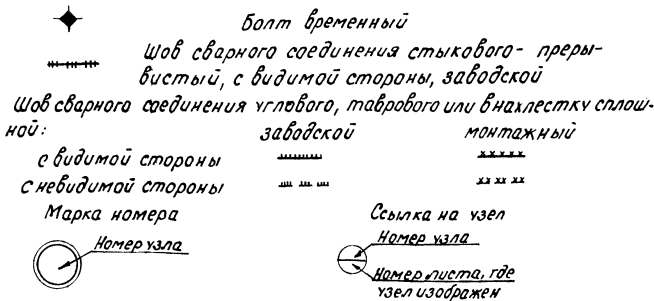 Болт временный
Шов сварного соединения стыкового- преры-
вистый, с видимой стороны, заводской
Шов сварного соединения углового, таврового или внахлестку сплош-
ной:
заводской монтажный
с видимой стороны
с невидимой стороны
Марка номера Ссылка на узел
Номер узла Номер узла
Номер листа, где
узел изображен